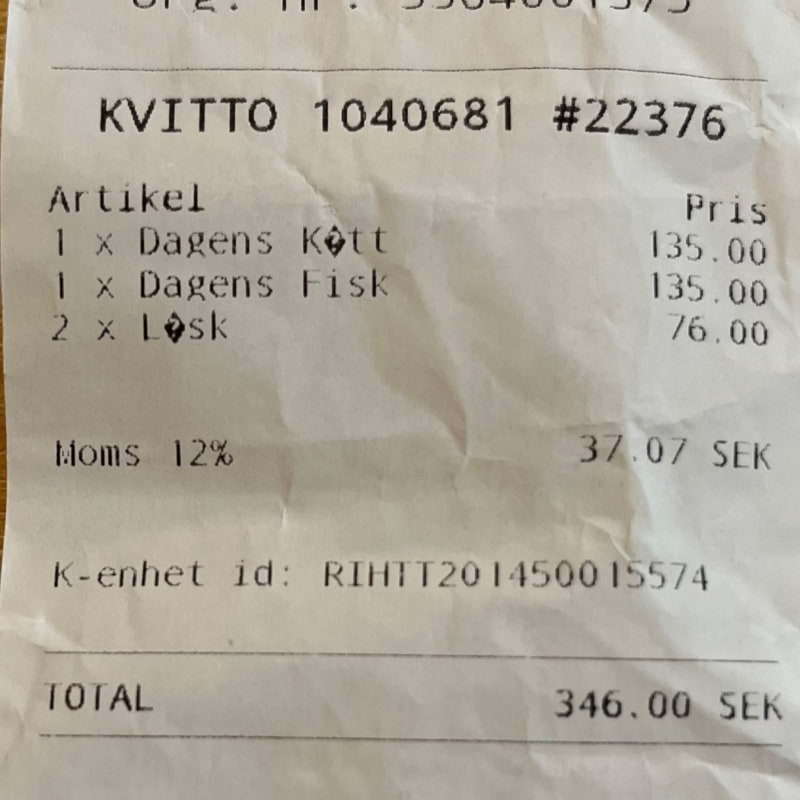 KVITTO 1040681 #22376
Artikel Pris
1 x Dagens K�tt 135.00
1 x Dagens Fisk 135.00
2 x L�sk 76.00
Moms 12% 37.07 SEK
K-enhet id: RIHTT201450015574
TOTAL 346.00 SEK